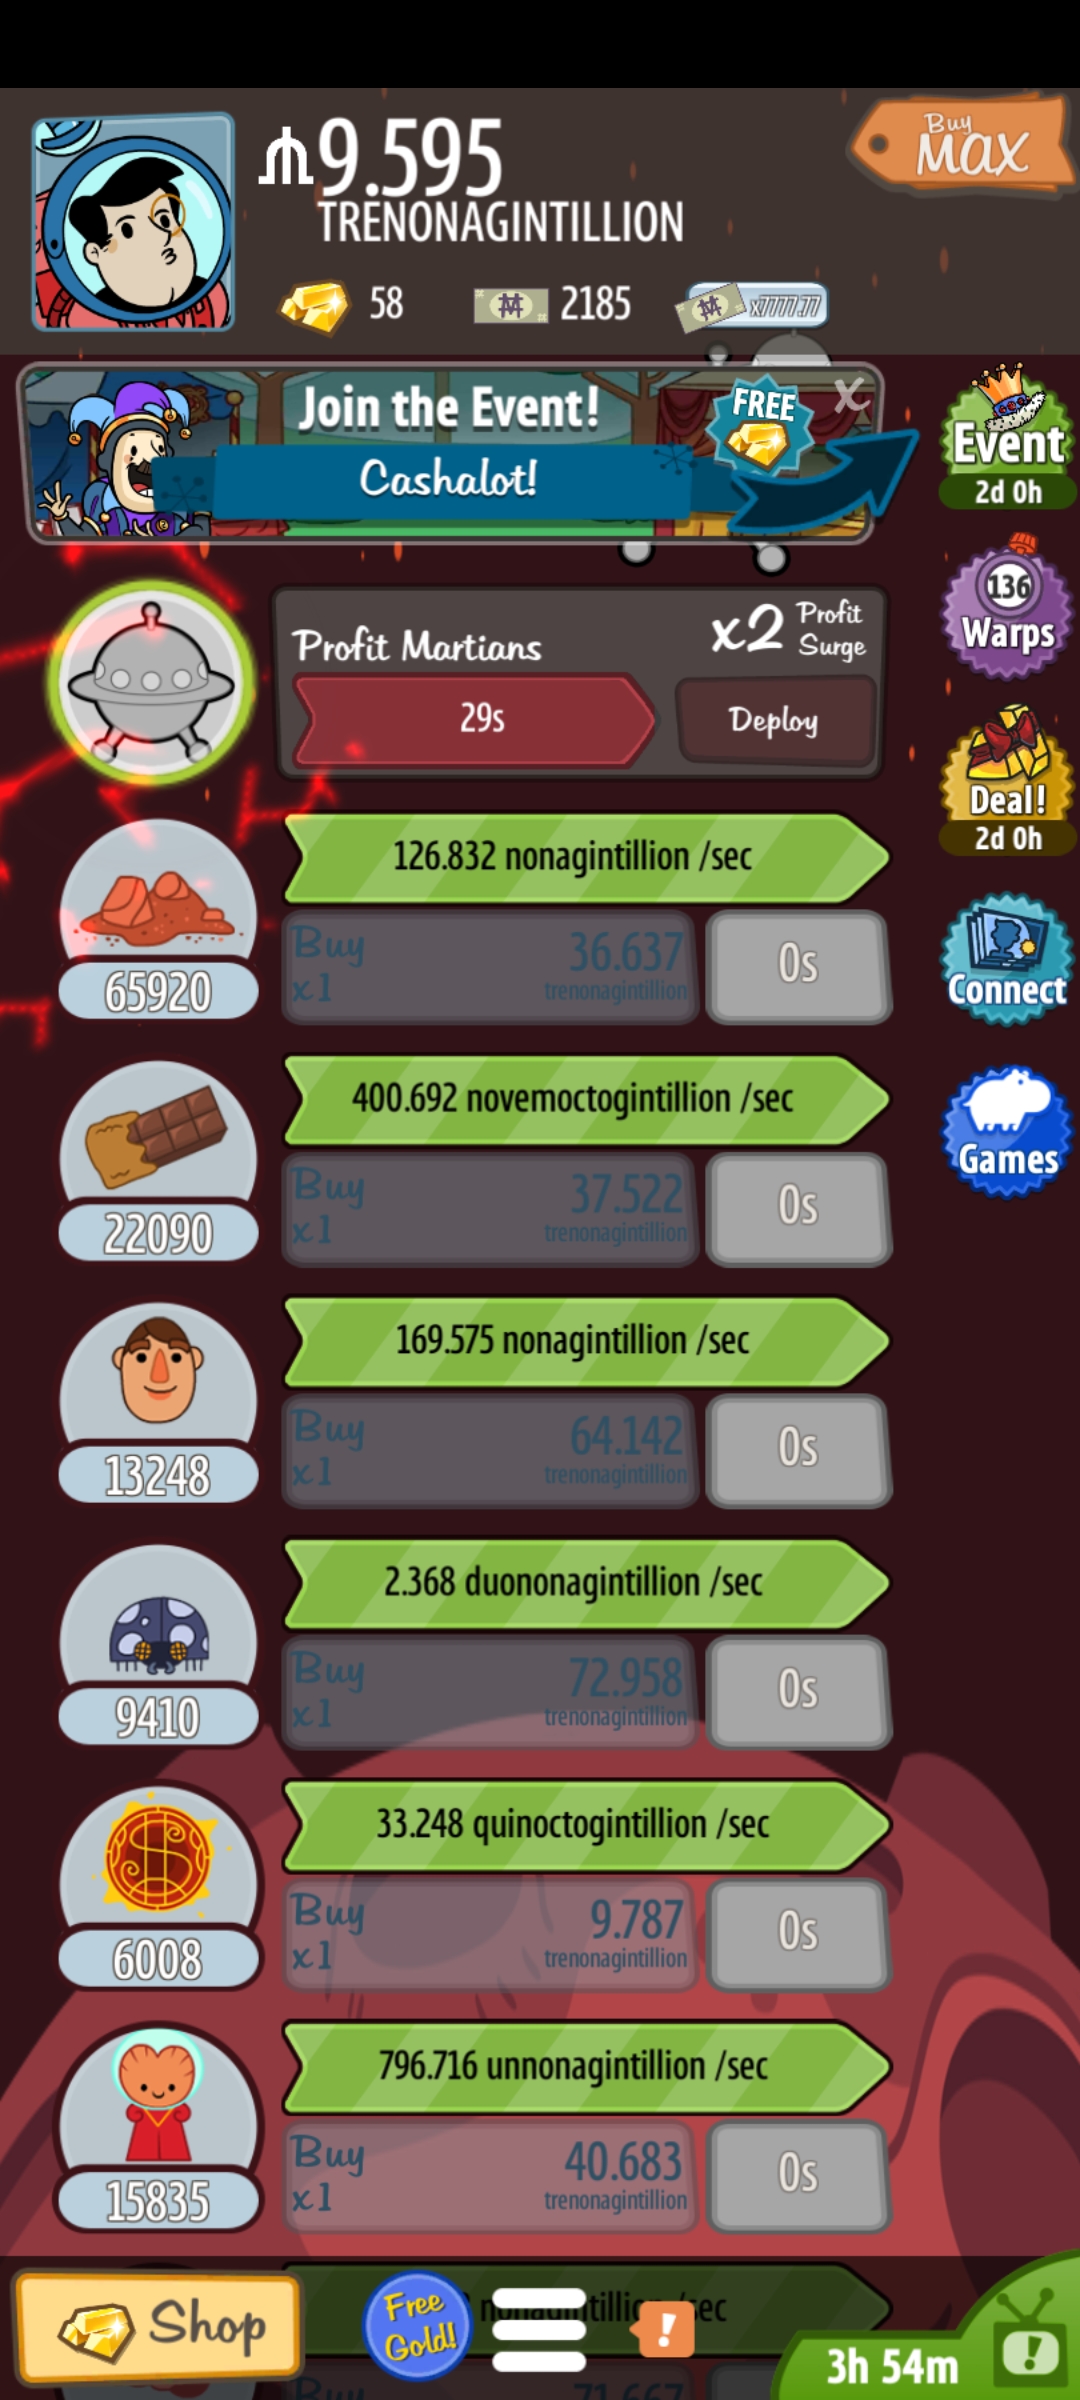 9.595
TRENONAGINTILLION
Buy
MAX
58
2185
x7777.77
Join the Event!
Cashalot!
FREE
X
Event
2d 0h
136
Warps
Deal!
2d 0h
Connect
Games
Profit Martians
x2 Profit Surge
29s
Deploy
126.832 nonagintillion /sec
65920
Buy x1
36.637
trenonagintillion
0s
400.692 novemoctogintillion /sec
22090
Buy x1
37.522
trenonagintillion
0s
169.575 nonagintillion /sec
13248
Buy x1
64.142
trenonagintillion
0s
2.368 duononagintillion /sec
9410
Buy x1
72.958
trenonagintillion
0s
33.248 quinoctogintillion /sec
6008
Buy x1
9.787
trenonagintillion
0s
796.716 unnonagintillion /sec
15835
Buy x1
40.683
trenonagintillion
0s
Shop
Free Gold!
!
3h 54m
!
Buy
71.667